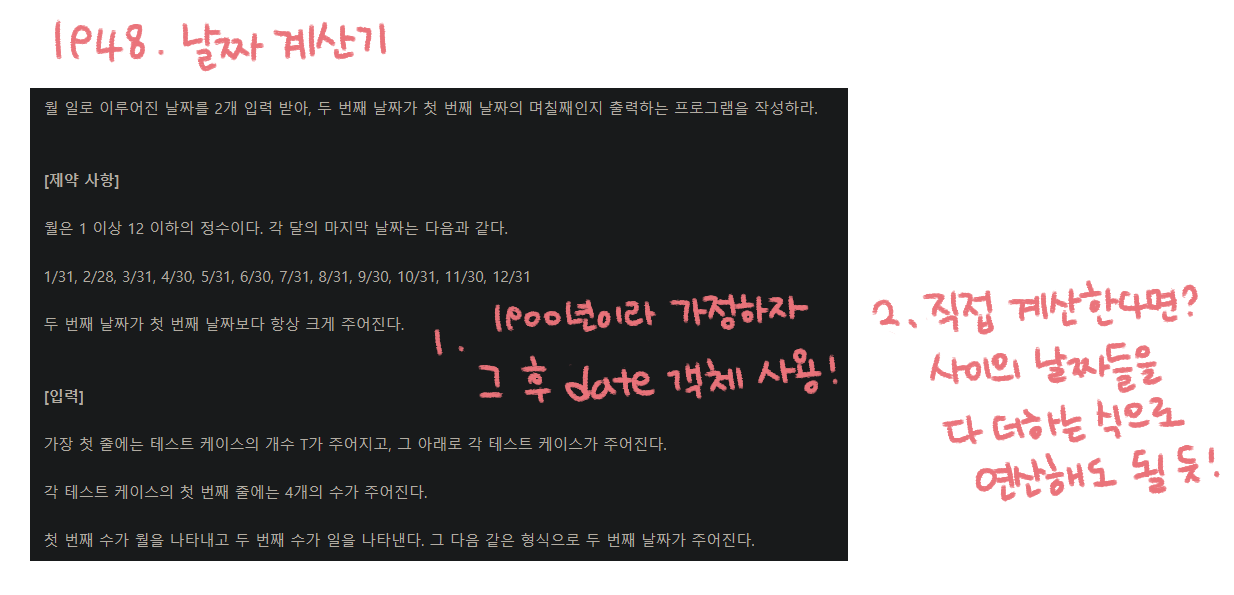 1948. 날짜 계산기
월 일로 이루어진 날짜를 2개 입력 받아, 두 번째 날짜가 첫 번째 날짜의 며칠째인지 출력하는 프로그램을 작성하라.
[제약 사항]
월은 1 이상 12 이하의 정수이다. 각 달의 마지막 날짜는 다음과 같다.
1/31, 2/28, 3/31, 4/30, 5/31, 6/30, 7/31, 8/31, 9/30, 10/31, 11/30, 12/31
두 번째 날짜가 첫 번째 날짜보다 항상 크게 주어진다.
1. 1900년이라 가정하자
그 후 date 객체 사용!
[입력]
가장 첫 줄에는 테스트 케이스의 개수 T가 주어지고, 그 아래로 각 테스트 케이스가 주어진다.
각 테스트 케이스의 첫 번째 줄에는 4개의 수가 주어진다.
첫 번째 수가 월을 나타내고 두 번째 수가 일을 나타낸다. 그 다음 같은 형식으로 두 번째 날짜가 주어진다.
2. 직접 계산한다면?
사이의 날짜들을
다 더하는 식으로
연산해도 될 듯!